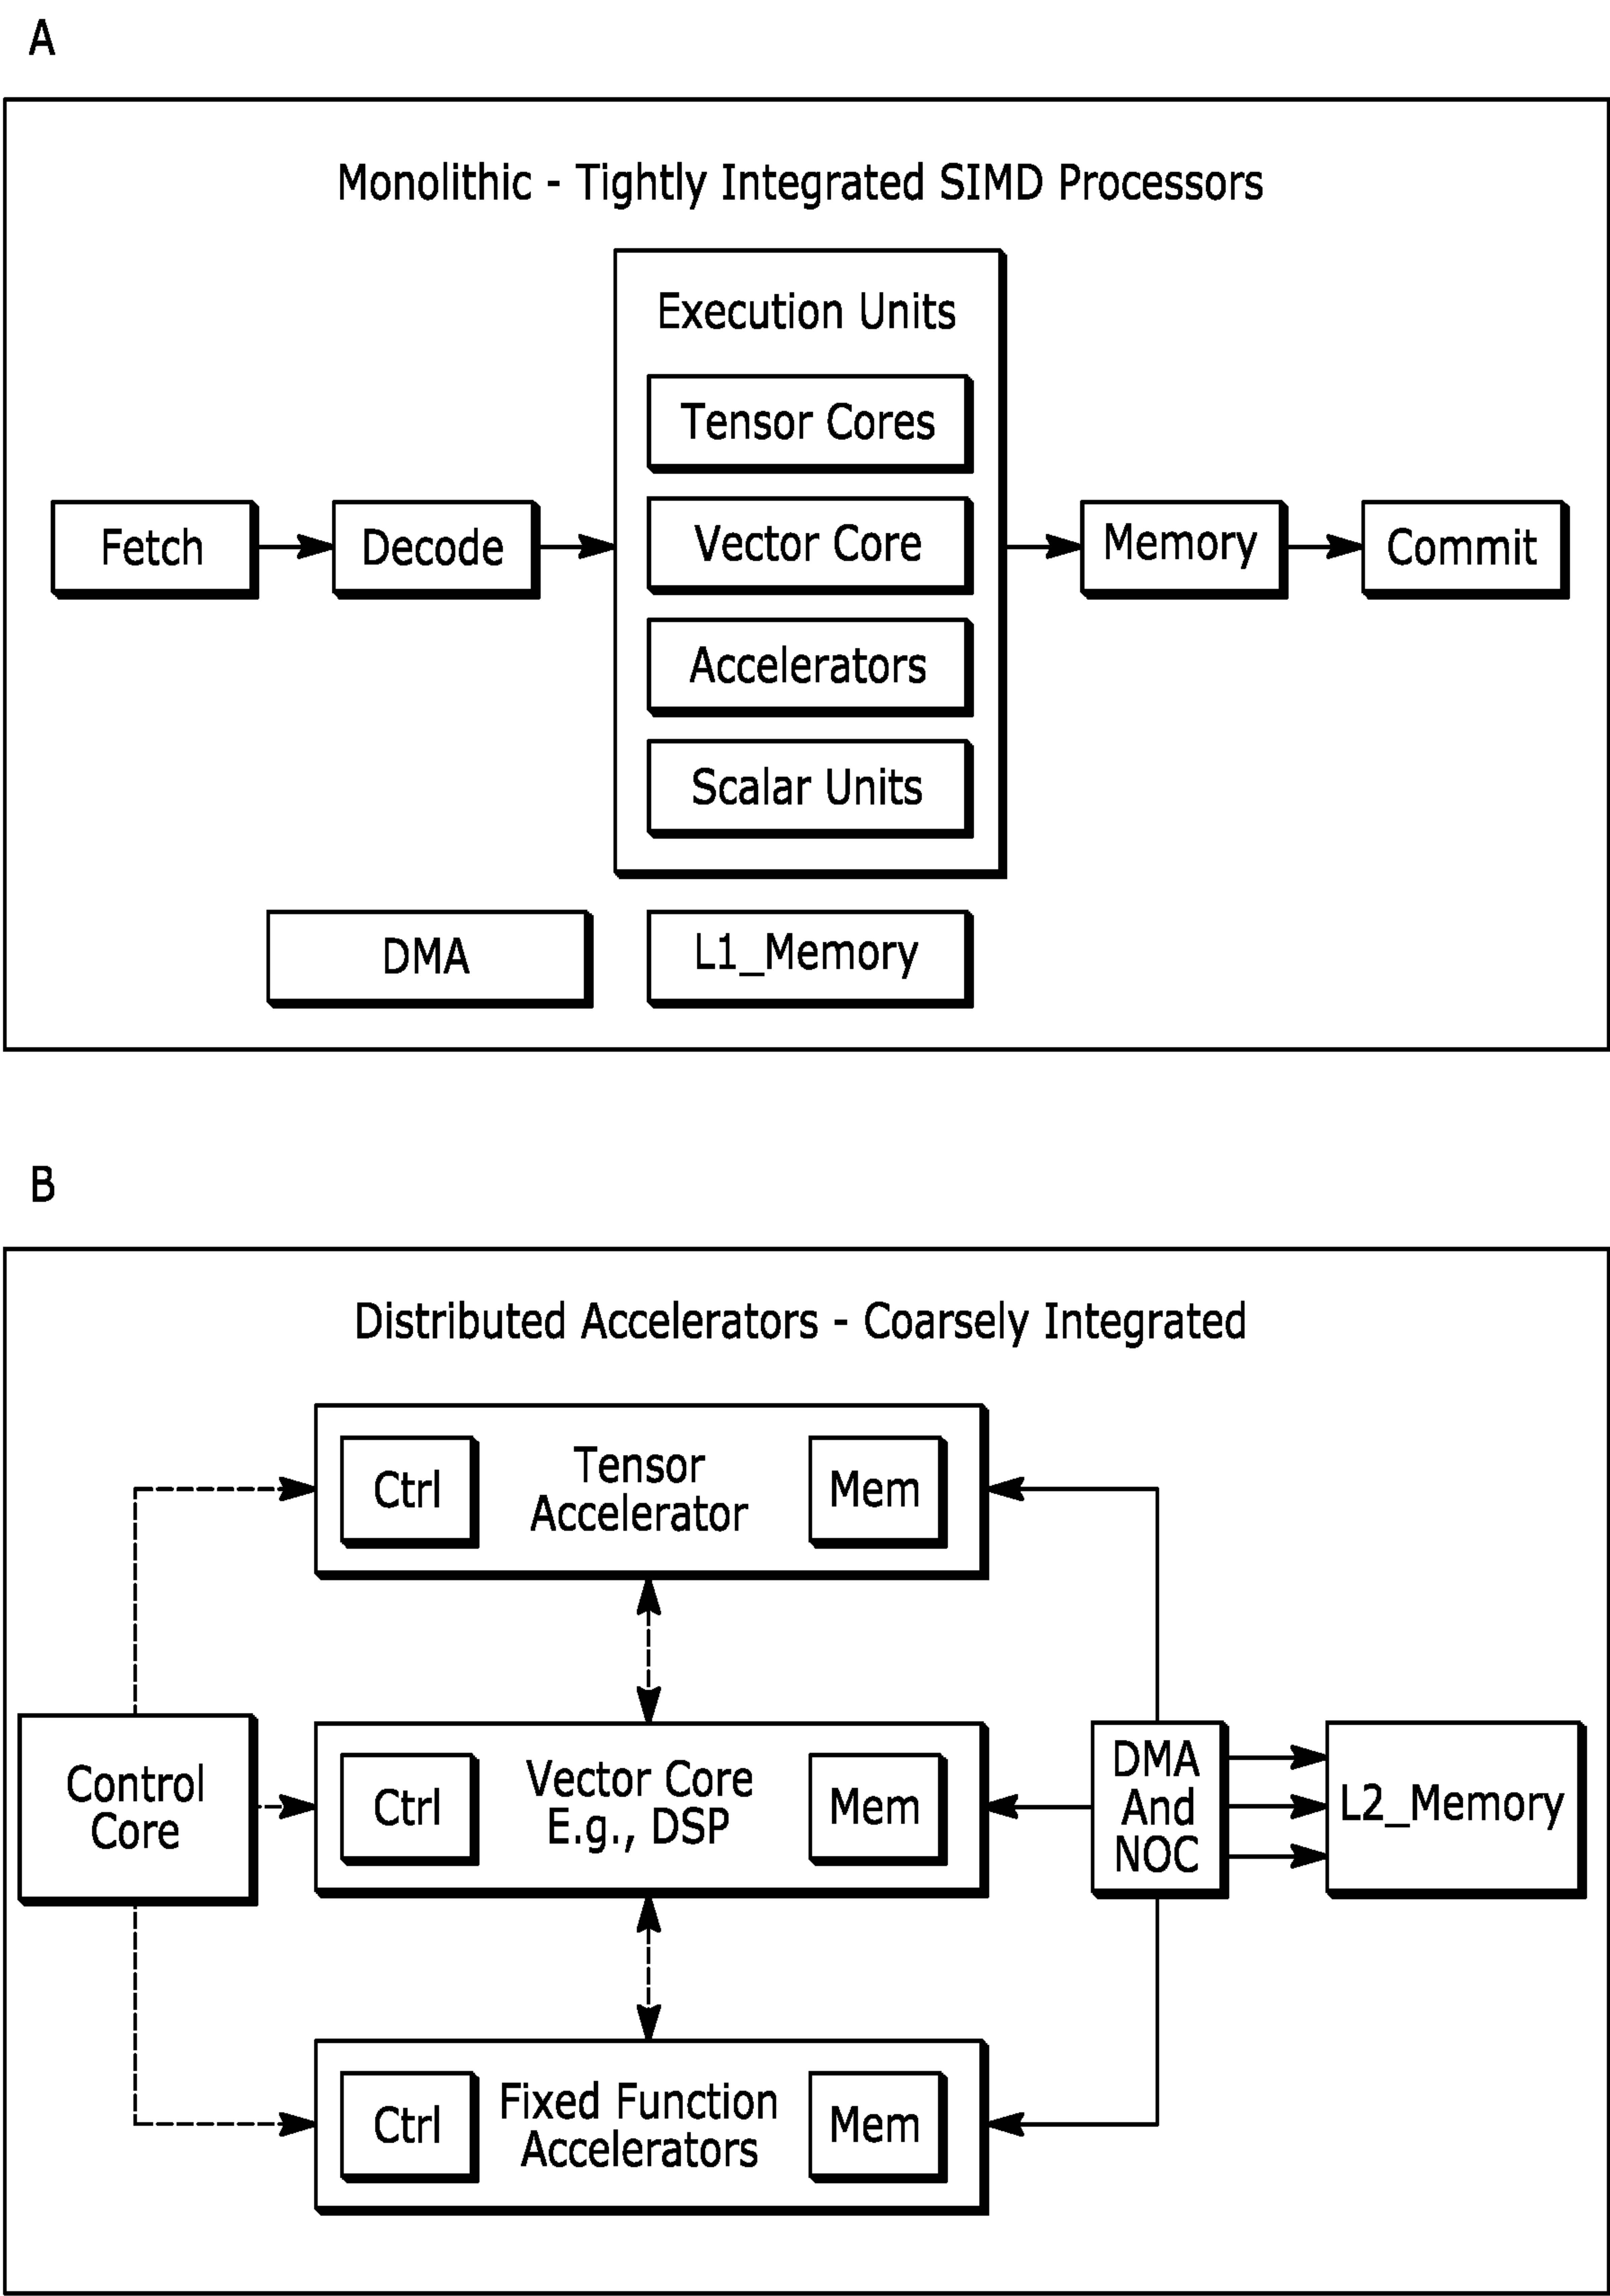 A
Monolithic - Tightly Integrated SIMD Processors
Execution Units
Tensor Cores
Fetch
Decode
Vector Core
Memory
Commit
Accelerators
Scalar Units
DMA
L1_Memory
B
Distributed Accelerators - Coarsely Integrated
Ctrl
Tensor
Accelerator
Mem
Control
Core
Ctrl
Vector Core
E.g., DSP
Mem
DMA
And
NOC
L2_Memory
Ctrl
Fixed Function
Accelerators
Mem